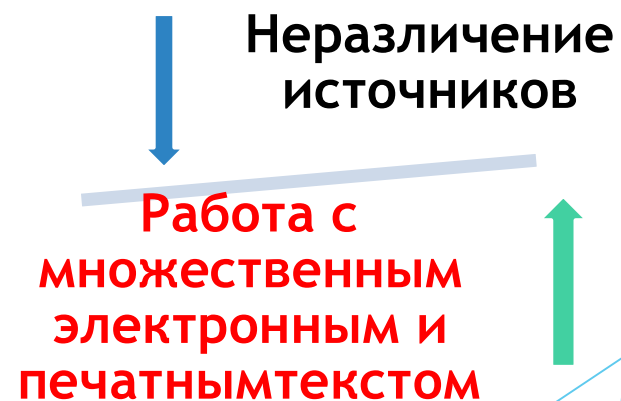 Неразличение
источников
Работа с
множественным
электронным и
печатнымтекстом